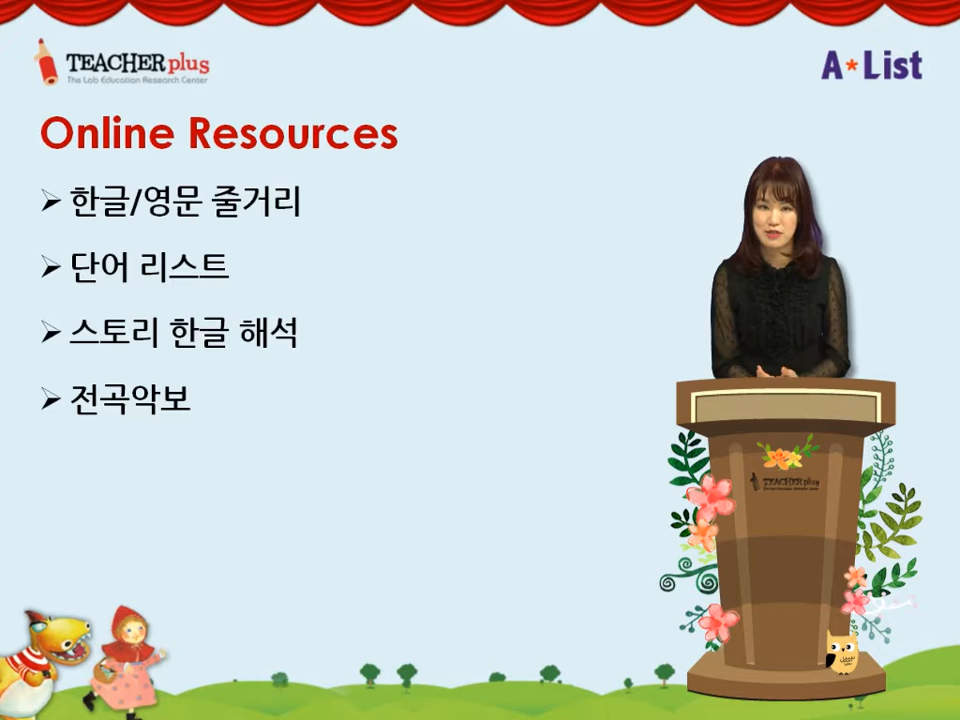 TEACHER plus
The Lab Education Research Center
A*List
Online Resources
➢ 한글/영문 줄거리
➢ 단어 리스트
➢ 스토리 한글 해석
➢ 전곡악보
TEACHER plus